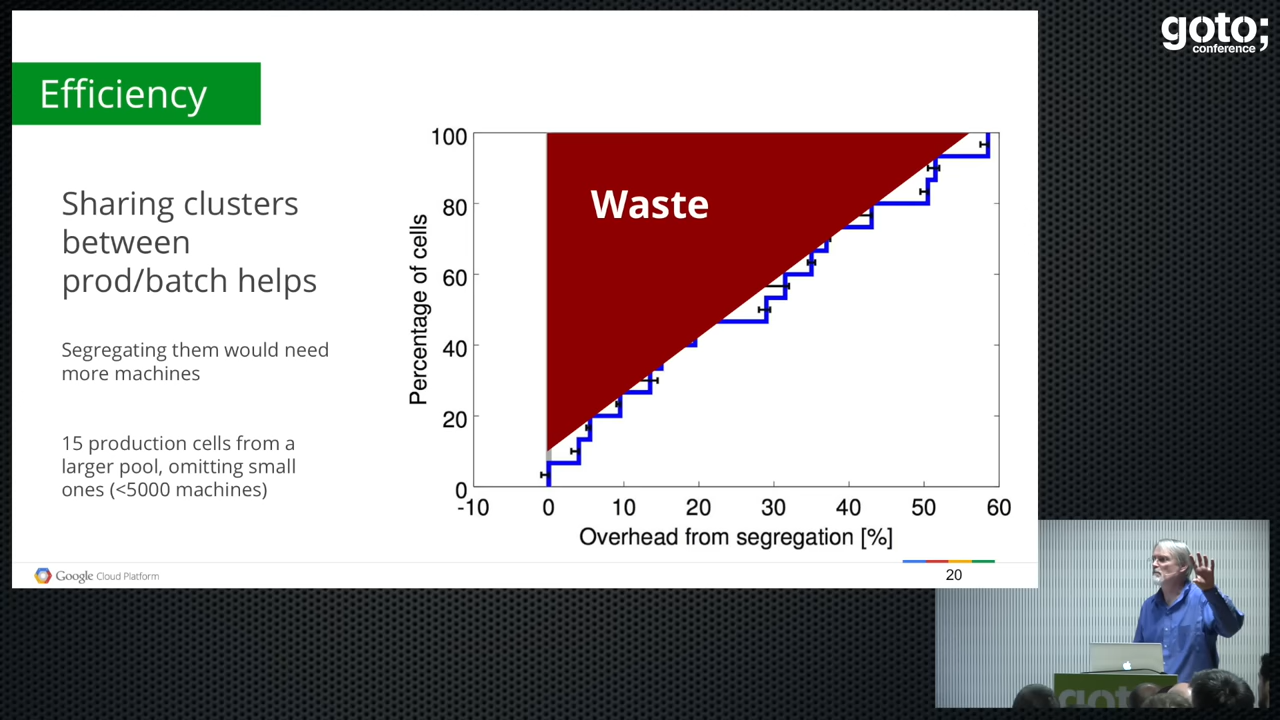 goto;
conference
Efficiency
Sharing clusters
between
prod/batch helps
Segregating them would need
more machines
15 production cells from a
larger pool, omitting small
ones (<5000 machines)
Waste
Percentage of cells
100
80
60
40
20
0
-10 0 10 20 30 40 50 60
Overhead from segregation [%]
Google Cloud Platform
20
goto